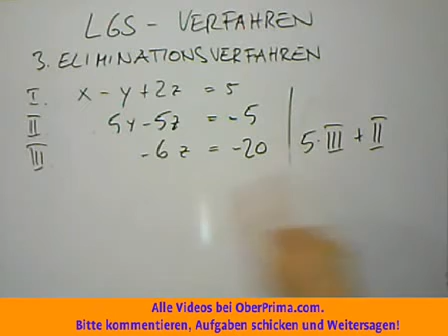 LGS - VERFAHREN
3. ELIMINATIONSVERFAHREN
I. x - y + 2z = 5
II 5y - 5z = -5 | 5·III + II
III -6z = -20
Alle Videos bei OberPrima.com.
Bitte kommentieren, Aufgaben schicken und Weitersagen!